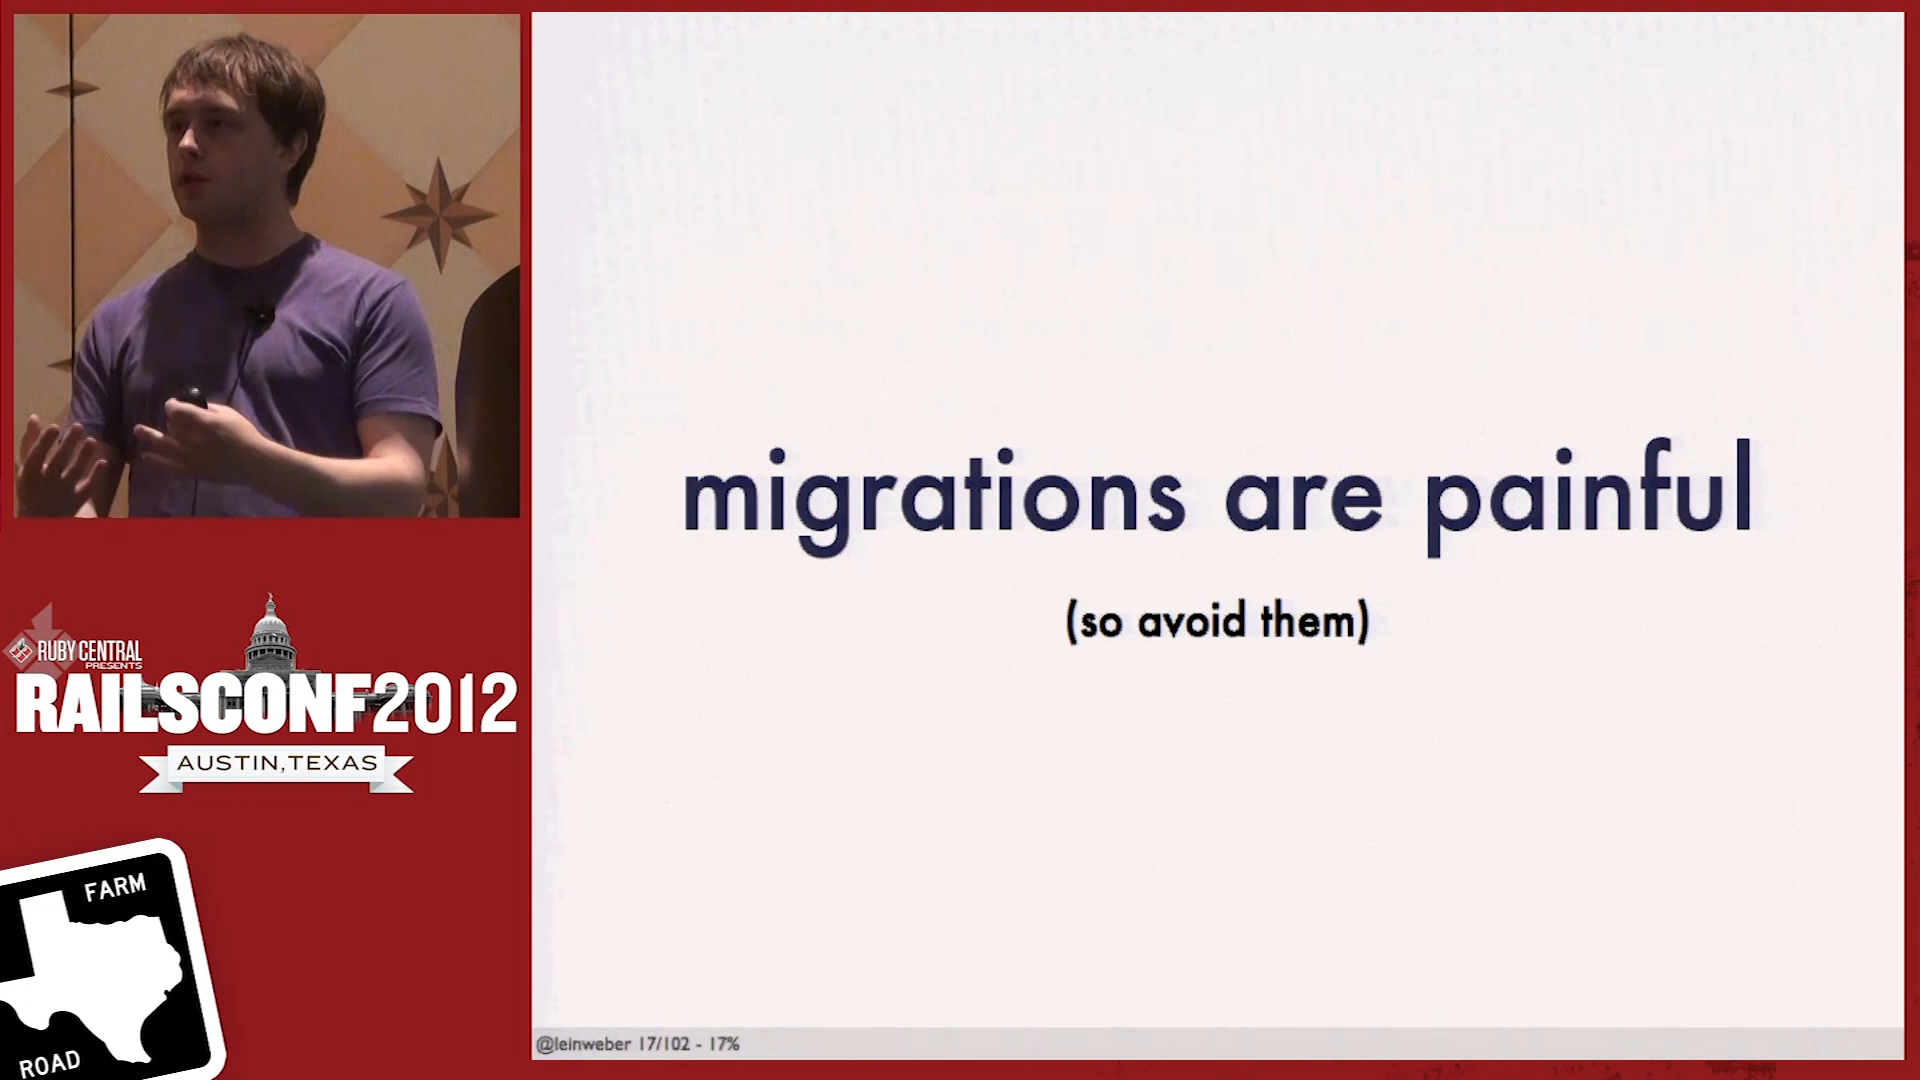 migrations are painful
(so avoid them)
@leinweber 17/102 - 17%
RUBY CENTRAL
PRESENTS
RAILSCONF2012
AUSTIN, TEXAS
FARM
ROAD